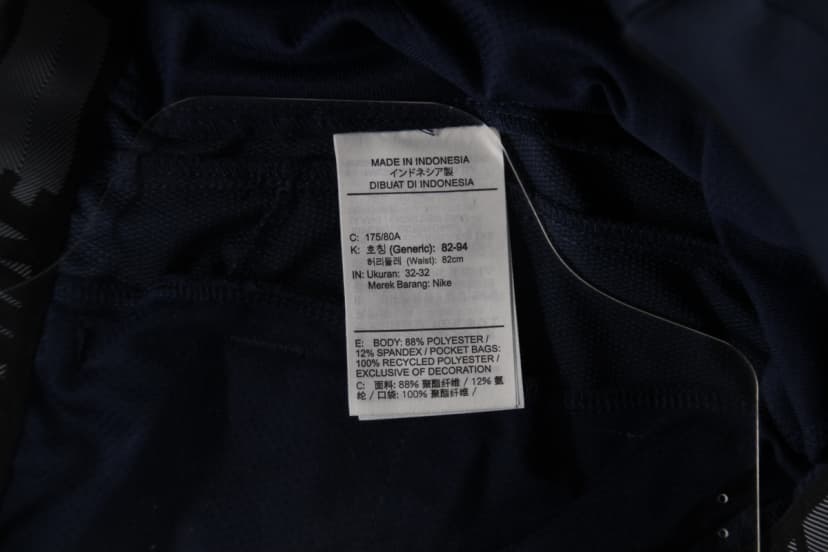 MADE IN INDONESIA
インドネシア製
DIBUAT DI INDONESIA
C: 175/80A
K: 호칭 (Generic): 82-94
허리둘레 (Waist): 82cm
IN: Ukuran: 32-32
Merek Barang: Nike
E: BODY: 88% POLYESTER /
12% SPANDEX / POCKET BAGS:
100% RECYCLED POLYESTER /
EXCLUSIVE OF DECORATION
C: 面料: 88% 聚酯纤维 / 12% 氨
纶 / 口袋: 100% 聚酯纤维 /